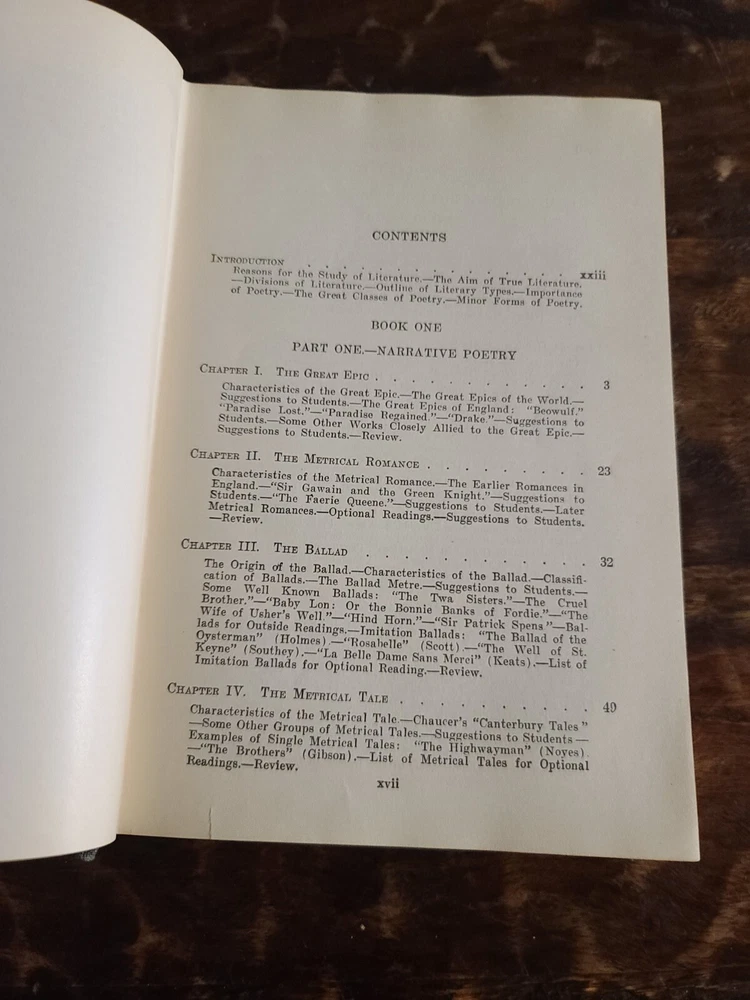 CONTENTS
INTRODUCTION . . . . . . . . . . . . . . . xxiii
Reasons for the Study of Literature.—The Aim of True Literature.
—Divisions of Literature.—Outline of Literary Types.—Importance
of Poetry.—The Great Classes of Poetry.—Minor Forms of Poetry.
BOOK ONE
PART ONE.—NARRATIVE POETRY
CHAPTER I. THE GREAT EPIC . . . . . . . . . . . . 3
Characteristics of the Great Epic.—The Great Epics of the World.—
Suggestions to Students.—The Great Epics of England: "Beowulf."
"Paradise Lost."—"Paradise Regained."—"Drake."—Suggestions to
Students.—Some Other Works Closely Allied to the Great Epic.—
Suggestions to Students.—Review.
CHAPTER II. THE METRICAL ROMANCE . . . . . . . . . 23
Characteristics of the Metrical Romance.—The Earlier Romances in
England.—"Sir Gawain and the Green Knight."—Suggestions to
Students.—"The Faerie Queene."—Suggestions to Students.—Later
Metrical Romances.—Optional Readings.—Suggestions to Students.
—Review.
CHAPTER III. THE BALLAD . . . . . . . . . . . . 32
The Origin of the Ballad.—Characteristics of the Ballad.—Classifi-
cation of Ballads.—The Ballad Metre.—Suggestions to Students.—
Some Well Known Ballads: "The Twa Sisters."—The Cruel
Brother."—"Baby Lon: Or the Bonnie Banks of Fordie."—"The
Wife of Usher's Well."—"Hind Horn."—"Sir Patrick Spens"—Bal-
lads for Outside Readings.—Imitation Ballads: "The Ballad of the
Oysterman" (Holmes).—"Rosabelle" (Scott).—"The Well of St.
Keyne" (Southey).—"La Belle Dame Sans Merci" (Keats).—List of
Imitation Ballads for Optional Reading.—Review.
CHAPTER IV. THE METRICAL TALE . . . . . . . . . . . 49
Characteristics of the Metrical Tale.—Chaucer's "Canterbury Tales"
—Some Other Groups of Metrical Tales.—Suggestions to Students—
Examples of Single Metrical Tales: "The Highwayman" (Noyes).
—"The Brothers" (Gibson).—List of Metrical Tales for Optional
Readings.—Review.
xvii